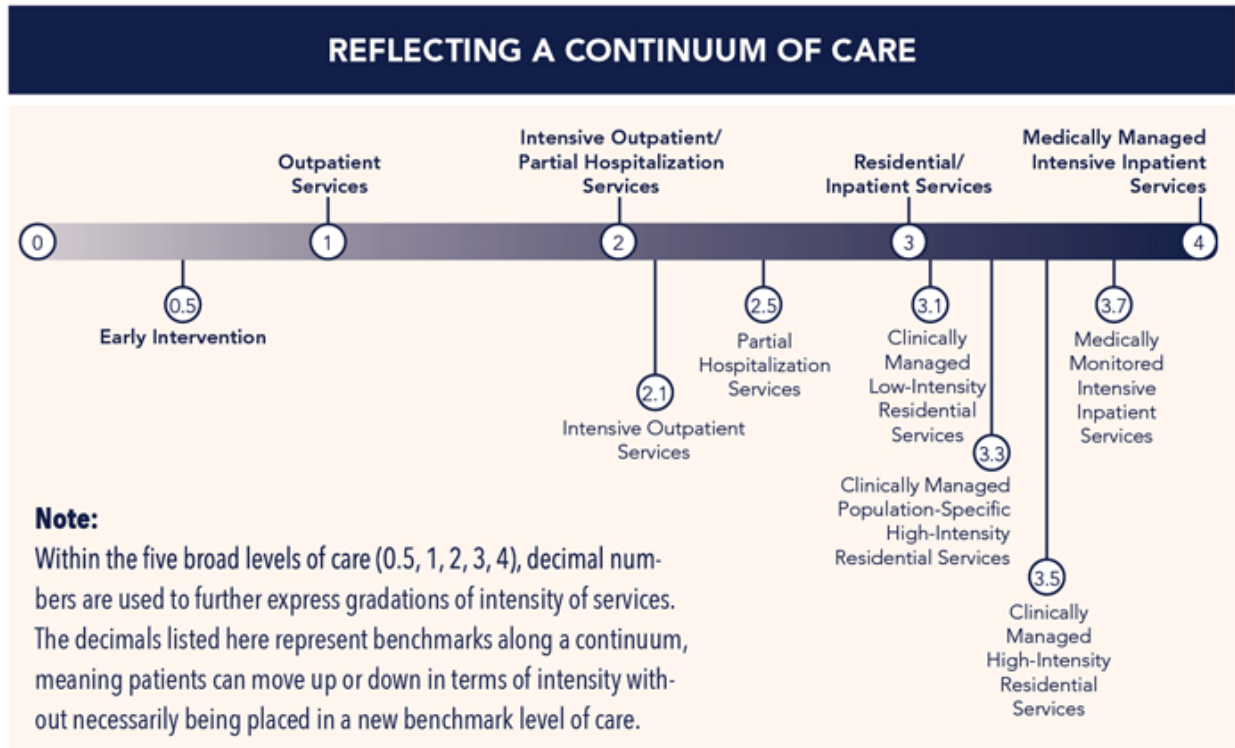 REFLECTING A CONTINUUM OF CARE
Outpatient
Services
Intensive Outpatient/
Partial Hospitalization
Services
Residential/
Inpatient Services
Medically Managed
Intensive Inpatient
Services
0
1
2
3
4
0.5
Early Intervention
2.1
Intensive Outpatient
Services
2.5
Partial
Hospitalization
Services
3.1
Clinically
Managed
Low-Intensity
Residential
Services
3.3
Clinically Managed
Population-Specific
High-Intensity
Residential Services
3.5
Clinically
Managed
High-Intensity
Residential
Services
3.7
Medically
Monitored
Intensive
Inpatient
Services
Note:
Within the five broad levels of care (0.5, 1, 2, 3, 4), decimal num-
bers are used to further express gradations of intensity of services.
The decimals listed here represent benchmarks along a continuum,
meaning patients can move up or down in terms of intensity with-
out necessarily being placed in a new benchmark level of care.